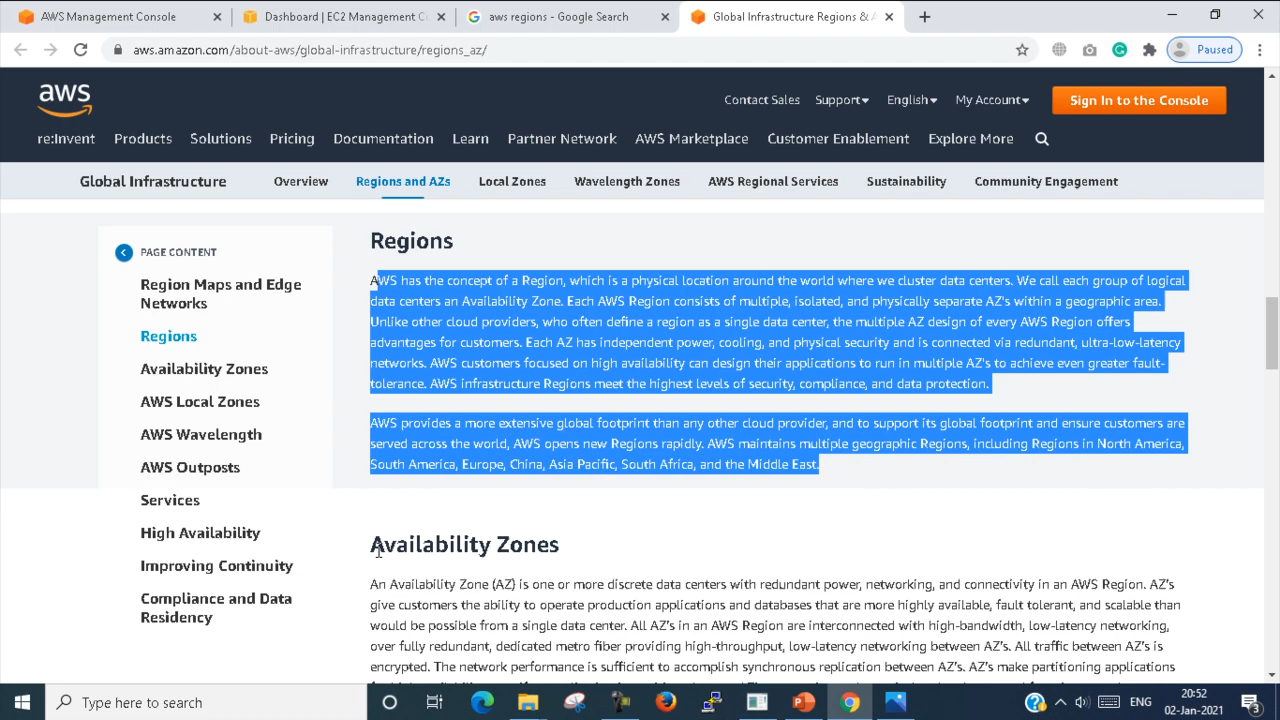 AWS Management Console
Dashboard | EC2 Management C
aws regions - Google Search
Global Infrastructure Regions & A
aws.amazon.com/about-aws/global-infrastructure/regions_az/
Paused
aws
Contact Sales Support English My Account Sign In to the Console
re:Invent Products Solutions Pricing Documentation Learn Partner Network AWS Marketplace Customer Enablement Explore More
Global Infrastructure Overview Regions and AZs Local Zones Wavelength Zones AWS Regional Services Sustainability Community Engagement
PAGE CONTENT
Region Maps and Edge
Networks
Regions
Availability Zones
AWS Local Zones
AWS Wavelength
AWS Outposts
Services
High Availability
Improving Continuity
Compliance and Data
Residency
Regions
AWS has the concept of a Region, which is a physical location around the world where we cluster data centers. We call each group of logical
data centers an Availability Zone. Each AWS Region consists of multiple, isolated, and physically separate AZ's within a geographic area.
Unlike other cloud providers, who often define a region as a single data center, the multiple AZ design of every AWS Region offers
advantages for customers. Each AZ has independent power, cooling, and physical security and is connected via redundant, ultra-low-latency
networks. AWS customers focused on high availability can design their applications to run in multiple AZ's to achieve even greater fault-
tolerance. AWS infrastructure Regions meet the highest levels of security, compliance, and data protection.
AWS provides a more extensive global footprint than any other cloud provider, and to support its global footprint and ensure customers are
served across the world, AWS opens new Regions rapidly. AWS maintains multiple geographic Regions, including Regions in North America,
South America, Europe, China, Asia Pacific, South Africa, and the Middle East.
Availability Zones
An Availability Zone (AZ) is one or more discrete data centers with redundant power, networking, and connectivity in an AWS Region. AZ's
give customers the ability to operate production applications and databases that are more highly available, fault tolerant, and scalable than
would be possible from a single data center. All AZ's in an AWS Region are interconnected with high-bandwidth, low-latency networking,
over fully redundant, dedicated metro fiber providing high-throughput, low-latency networking between AZ's. All traffic between AZ's is
encrypted. The network performance is sufficient to accomplish synchronous replication between AZ's. AZ's make partitioning applications
Type here to search
ENG
20:52
02-Jan-2021
3